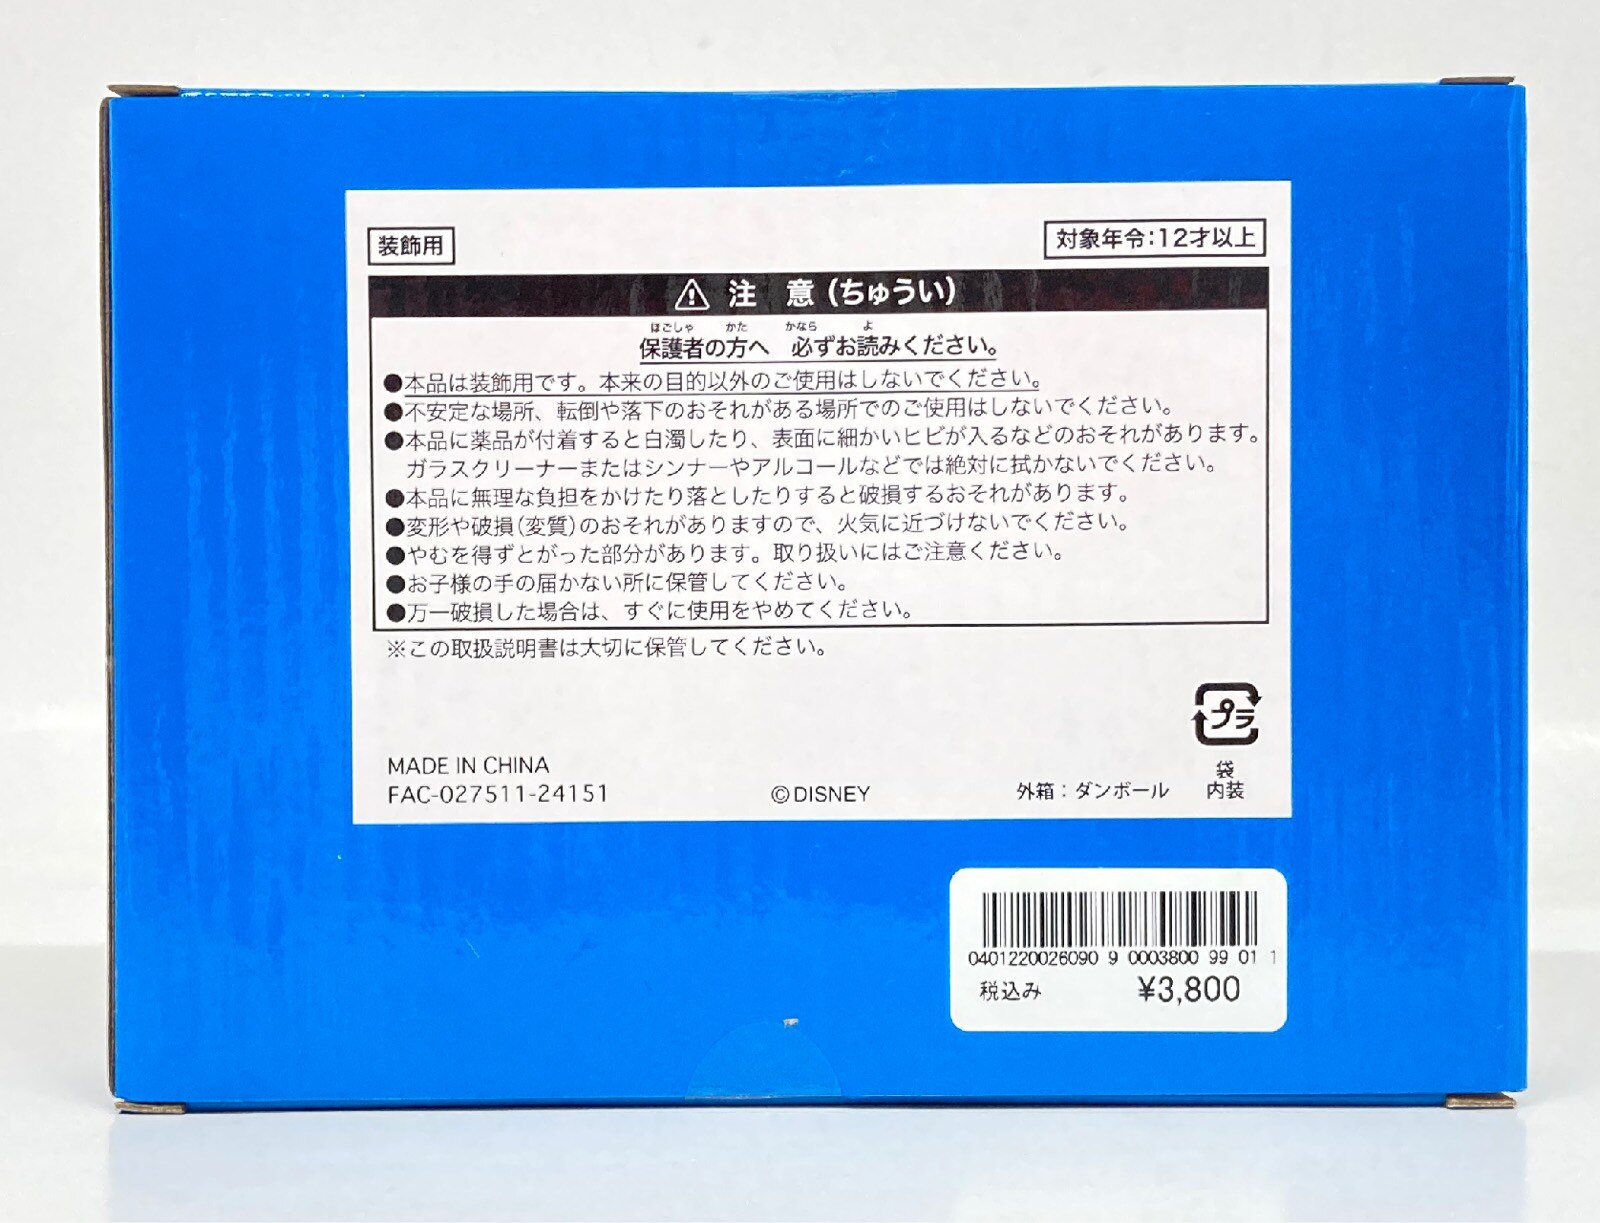 装飾用
対象年令:12才以上
⚠ 注 意(ちゅうい)
ほごしゃ かた かなら よ
保護者の方へ 必ずお読みください。
●本品は装飾用です。本来の目的以外のご使用はしないでください。
●不安定な場所、転倒や落下のおそれがある場所でのご使用はしないでください。
●本品に薬品が付着すると白濁したり、表面に細かいヒビが入るなどのおそれがあります。
ガラスクリーナーまたはシンナーやアルコールなどでは絶対に拭かないでください。
●本品に無理な負担をかけたり落としたりすると破損するおそれがあります。
●変形や破損(変質)のおそれがありますので、火気に近づけないでください。
●やむを得ずとがった部分があります。取り扱いにはご注意ください。
●お子様の手の届かない所に保管してください。
●万一破損した場合は、すぐに使用をやめてください。
※この取扱説明書は大切に保管してください。
プラ
MADE IN CHINA
FAC-027511-24151
©DISNEY
外箱:ダンボール
袋
内装
0401220026090 9 0003800 99 01 1
税込み ¥3,800